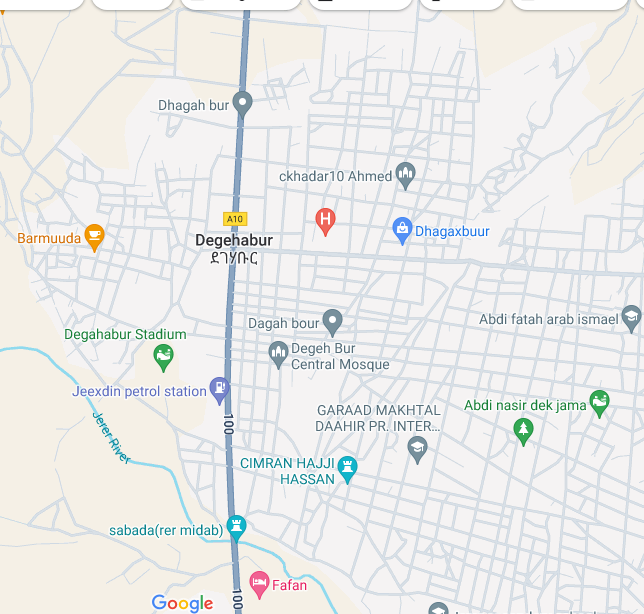 Dhagah bur
ckhadar10 Ahmed
A10
Barmuuda
Degehabur
ደገሃቡር
Dhagaxbuur
Dagah bour
Abdi fatah arab ismael
Degahabur Stadium
Degeh Bur
Central Mosque
Jeexdin petrol station
Abdi nasir dek jama
100
GARAAD MAKHTAL
DAAHIR PR. INTER...
Jerer River
CIMRAN HAJJI
HASSAN
sabada(rer midab)
Fafan
100
Google